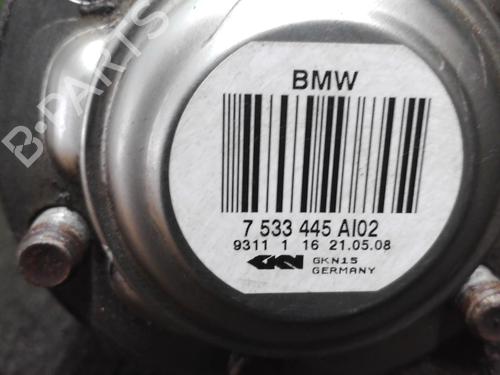 B-PARTS
BMW
7 533 445 AI02
9311 1 16 21.05.08
GKN GKN15
GERMANY